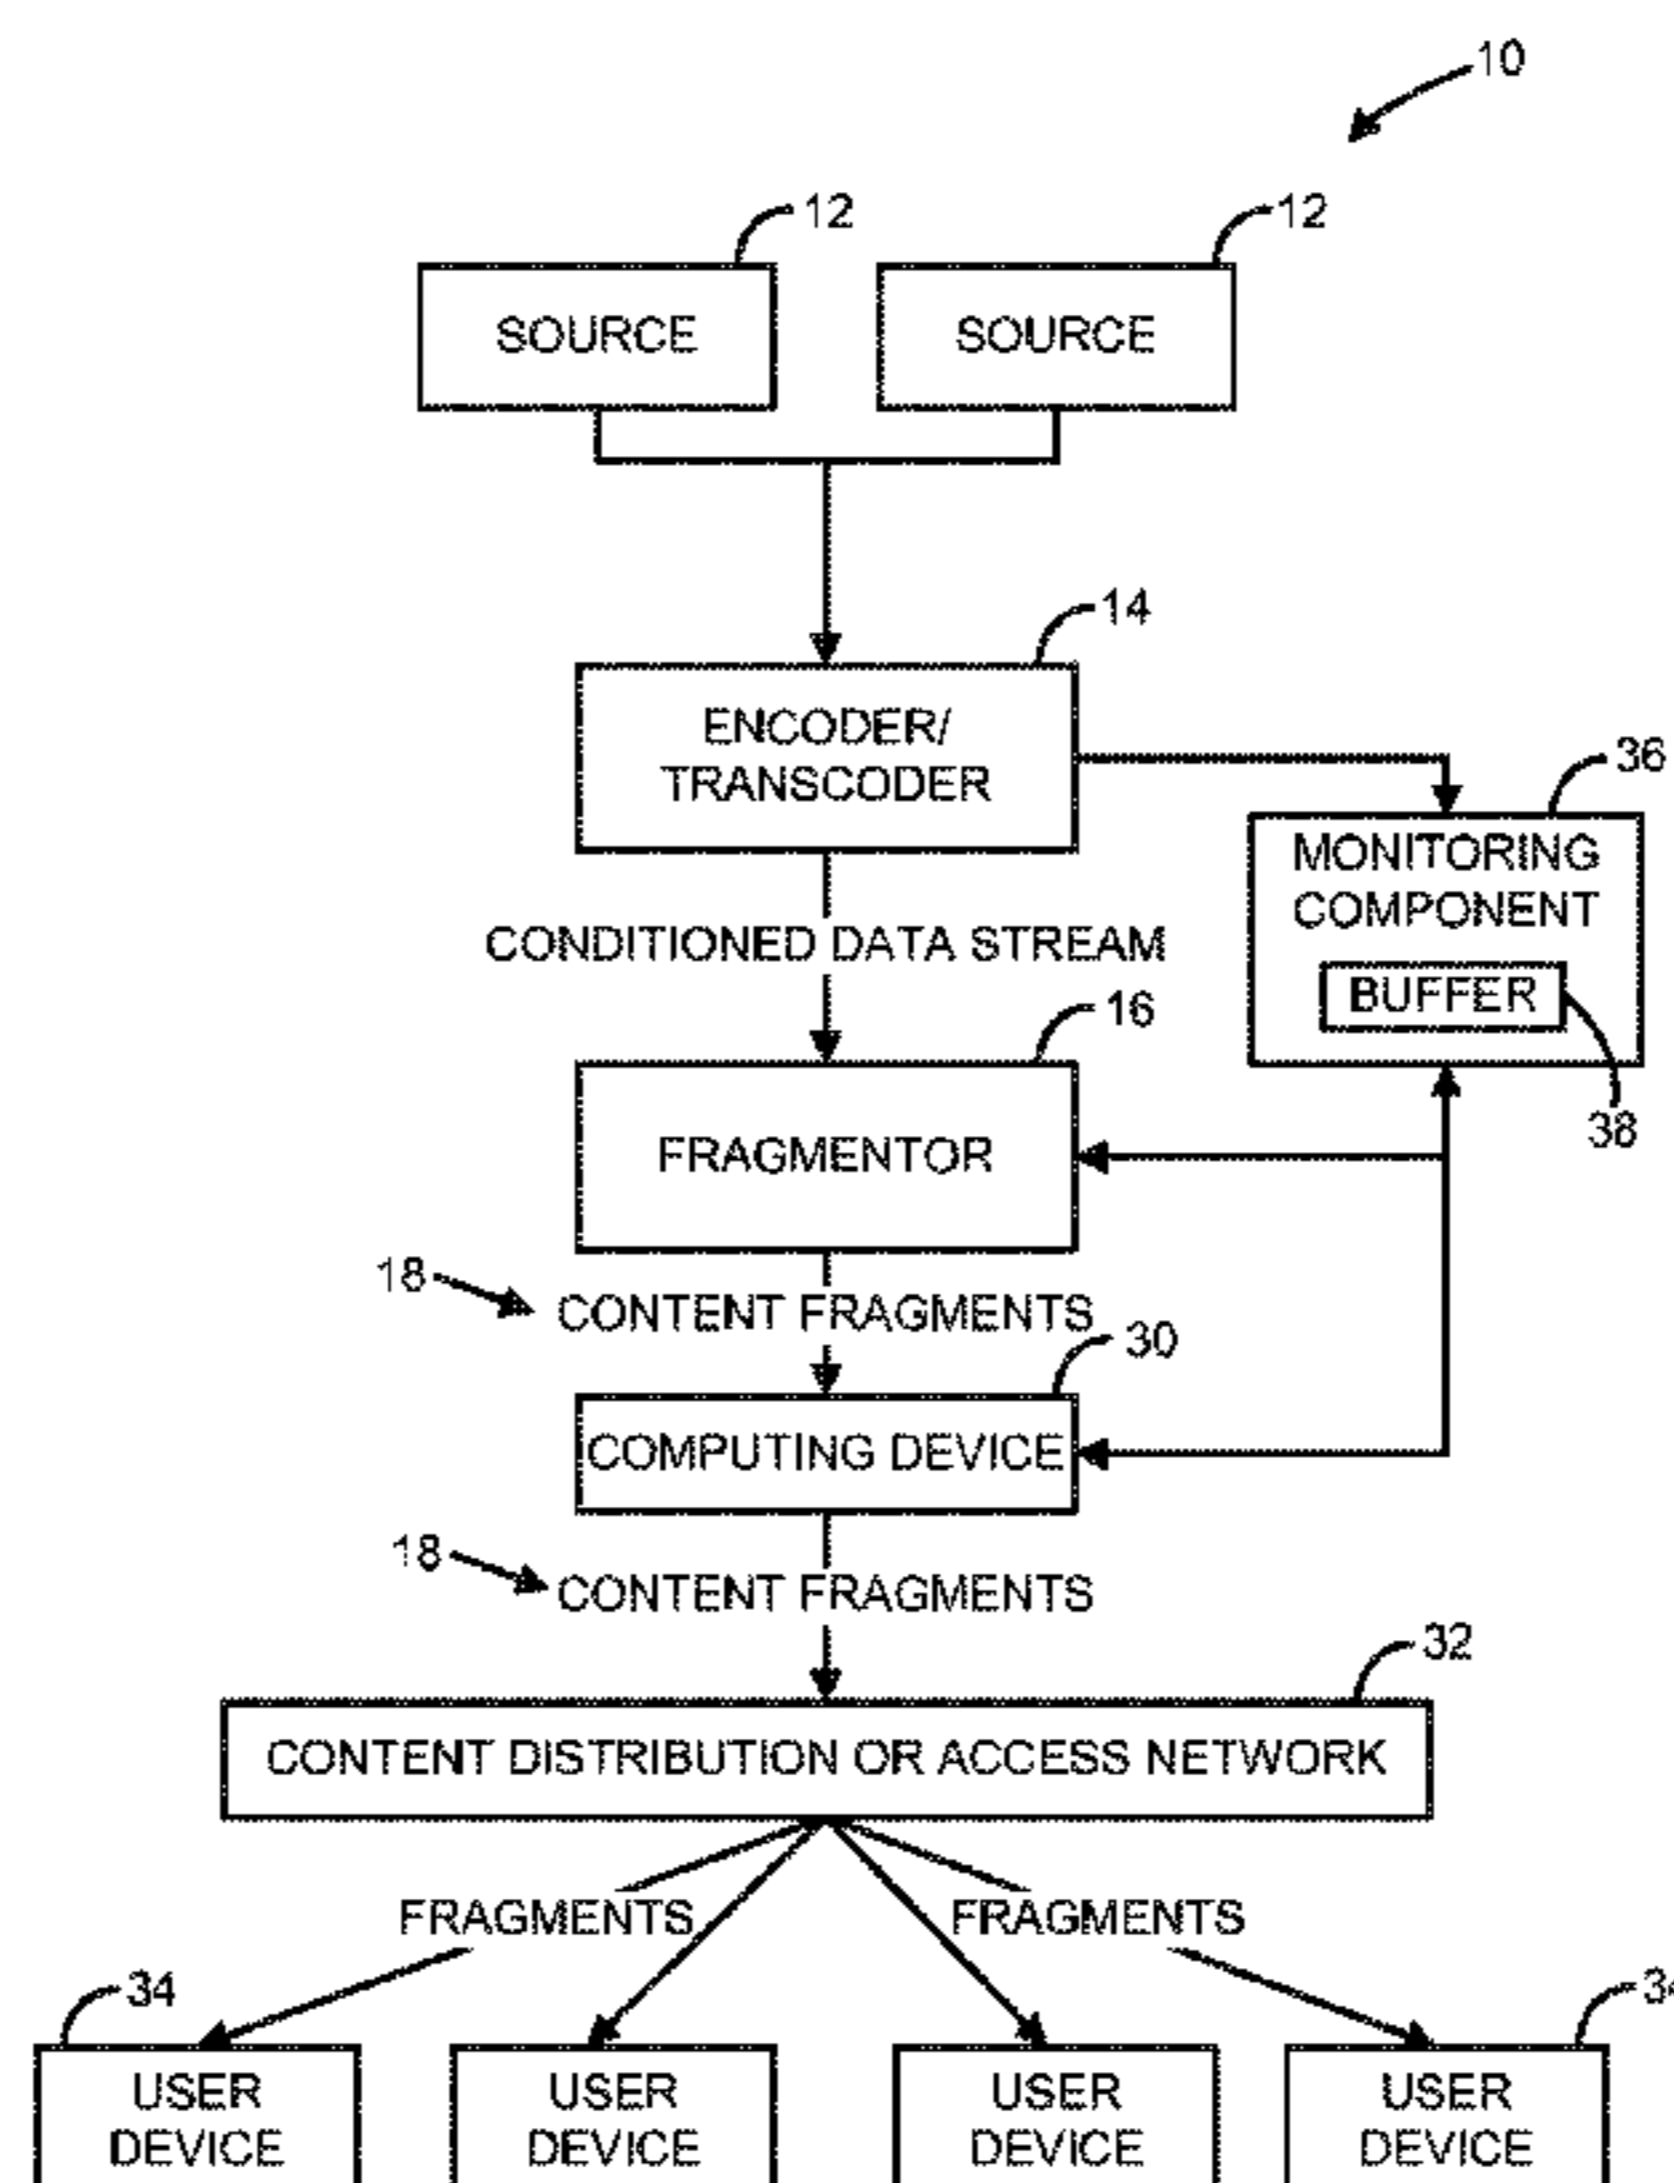 10
12
12
SOURCE
SOURCE
14
ENCODER/
TRANSCODER
36
MONITORING
COMPONENT
BUFFER
38
CONDITIONED DATA STREAM
16
FRAGMENTOR
18
CONTENT FRAGMENTS
30
COMPUTING DEVICE
18
CONTENT FRAGMENTS
32
CONTENT DISTRIBUTION OR ACCESS NETWORK
FRAGMENTS
FRAGMENTS
34
34
USER
DEVICE
USER
DEVICE
USER
DEVICE
USER
DEVICE